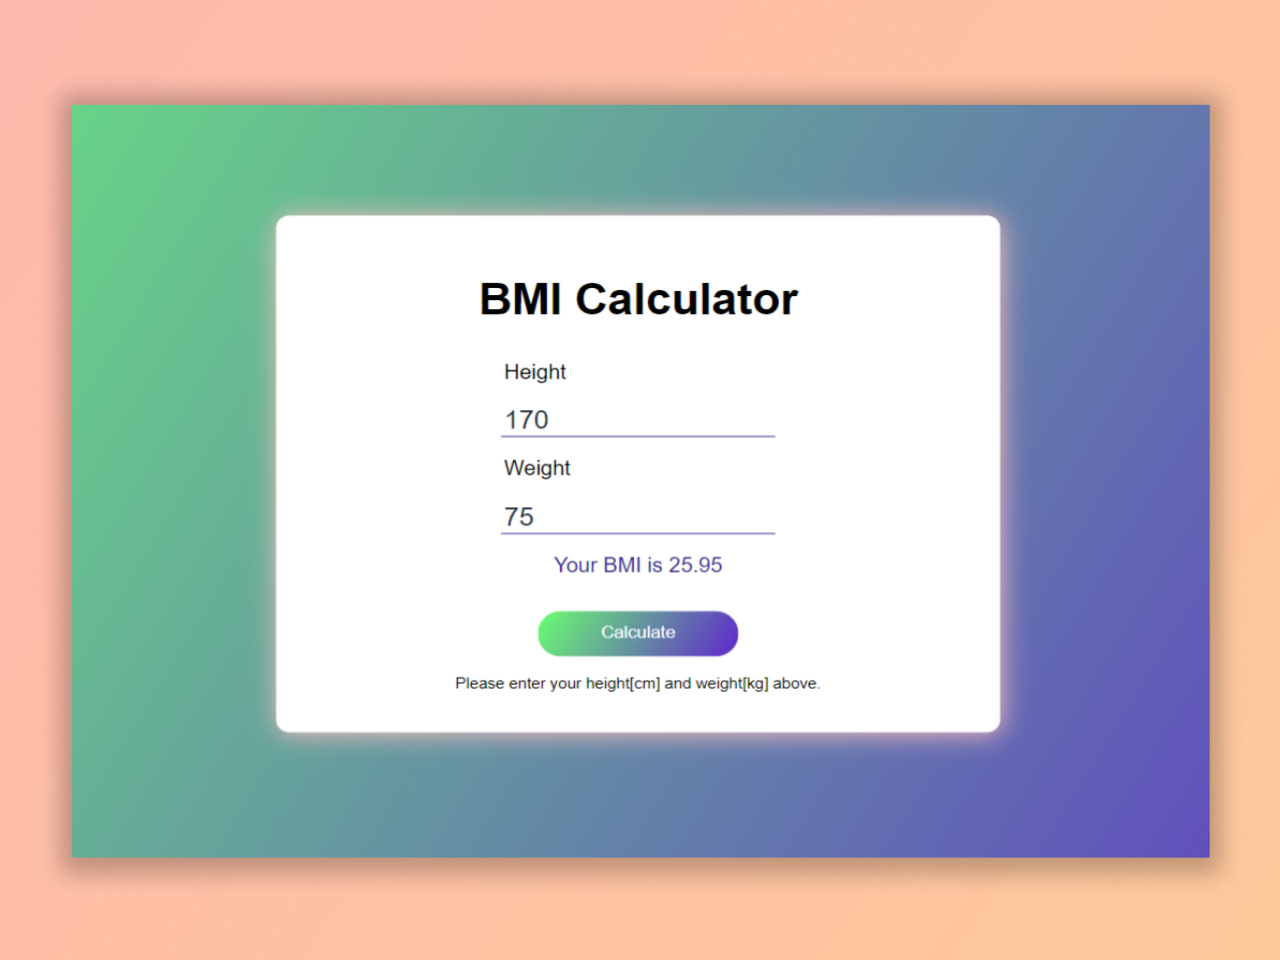 BMI Calculator
Height
170
Weight
75
Your BMI is 25.95
Calculate
Please enter your height[cm] and weight[kg] above.